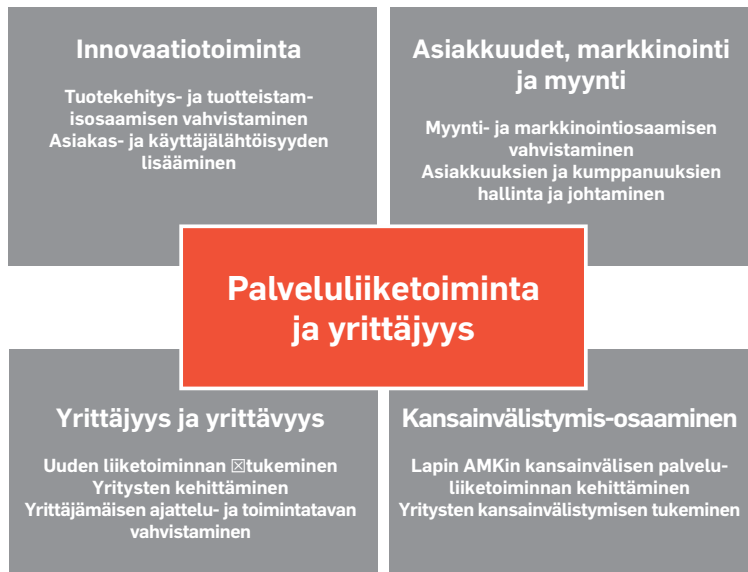 Innovaatiotoiminta
Tuotekehitys- ja tuotteistam-
isosaamisen vahvistaminen
Asiakas- ja käyttäjälähtöisyyden
lisääminen
Asiakkuudet, markkinointi
ja myynti
Myynti- ja markkinointiosaamisen
vahvistaminen
Asiakkuuksien ja kumppanuuksien
hallinta ja johtaminen
Palveluliiketoiminta
ja yrittäjyys
Yrittäjyys ja yrittävyys
Uuden liiketoiminnan ☒tukeminen
Yritysten kehittäminen
Yrittäjämäisen ajattelu- ja toimintatavan
vahvistaminen
Kansainvälistymis-osaaminen
Lapin AMKin kansainvälisen palvelu-
liiketoiminnan kehittäminen
Yritysten kansainvälistymisen tukeminen